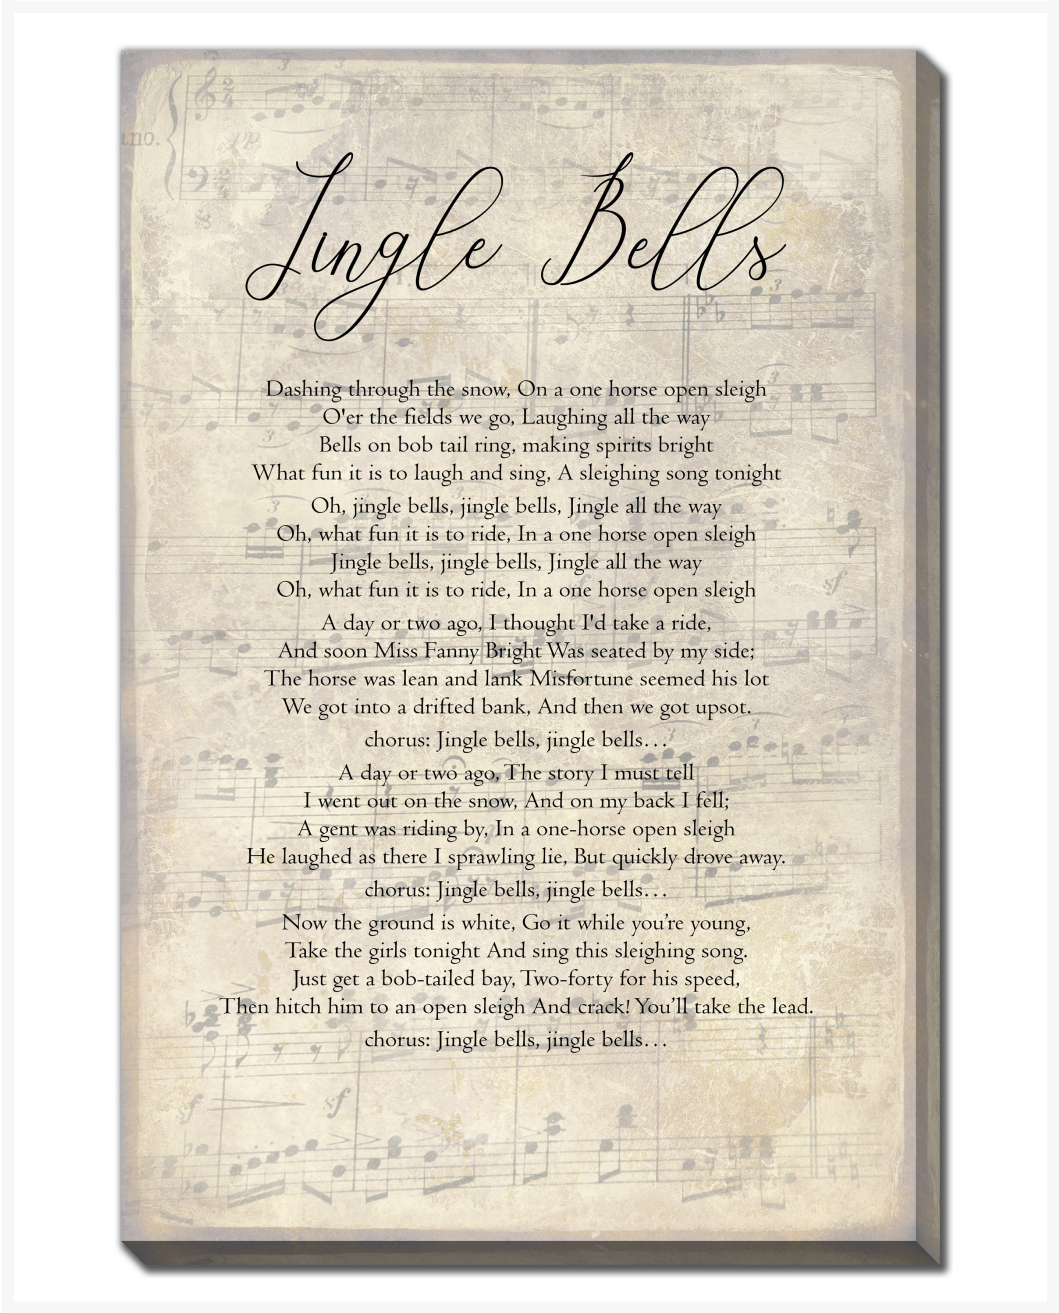 Jingle Bells
Dashing through the snow, On a one horse open sleigh
O'er the fields we go, Laughing all the way
Bells on bob tail ring, making spirits bright
What fun it is to laugh and sing, A sleighing song tonight
Oh, jingle bells, jingle bells, Jingle all the way
Oh, what fun it is to ride, In a one horse open sleigh
Jingle bells, jingle bells, Jingle all the way
Oh, what fun it is to ride, In a one horse open sleigh
A day or two ago, I thought I'd take a ride,
And soon Miss Fanny Bright Was seated by my side;
The horse was lean and lank Misfortune seemed his lot
We got into a drifted bank, And then we got upsot.
chorus: Jingle bells, jingle bells…
A day or two ago, The story I must tell
I went out on the snow, And on my back I fell;
A gent was riding by, In a one-horse open sleigh
He laughed as there I sprawling lie, But quickly drove away.
chorus: Jingle bells, jingle bells…
Now the ground is white, Go it while you’re young,
Take the girls tonight And sing this sleighing song.
Just get a bob-tailed bay, Two-forty for his speed,
Then hitch him to an open sleigh And crack! You’ll take the lead.
chorus: Jingle bells, jingle bells…